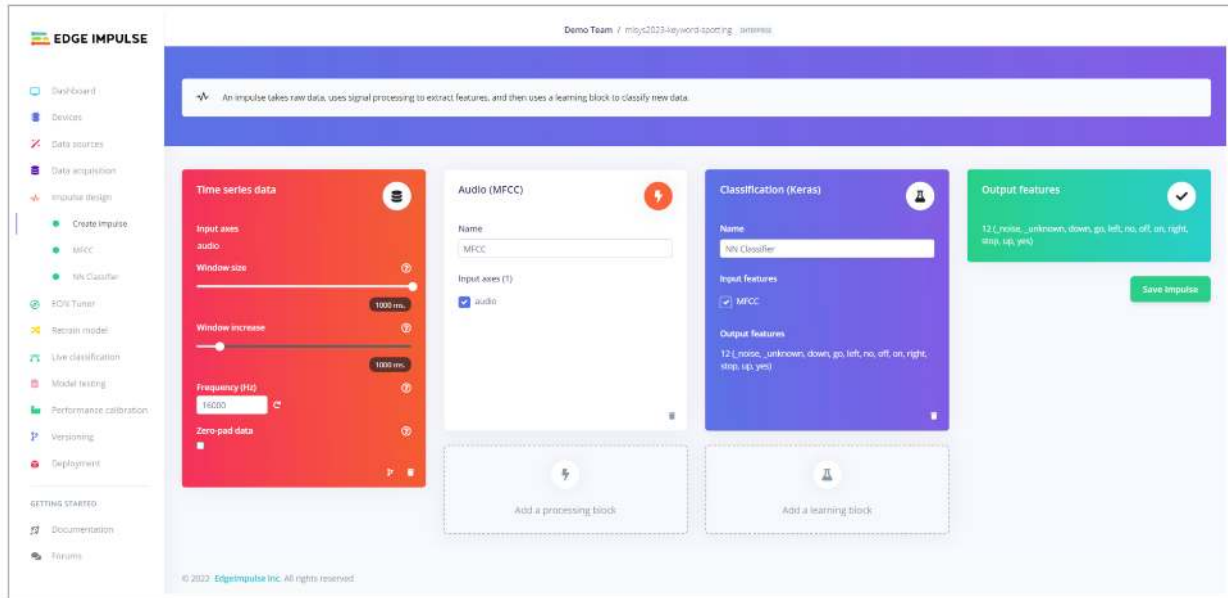 EDGE IMPULSE
Demo Team / mlsys2023-keyword-spotting ENTERPRISE
Dashboard
Devices
Data sources
Data acquisition
Impulse design
Create impulse
MFCC
NN Classifier
EON Tuner
Retrain model
Live classification
Model testing
Performance calibration
Versioning
Deployment
GETTING STARTED
Documentation
Forums
An impulse takes raw data, uses signal processing to extract features, and then uses a learning block to classify new data.
Time series data
Input axes
audio
Window size
1000 ms.
Window increase
1000 ms.
Frequency (Hz)
16000
Zero-pad data
Audio (MFCC)
Name
MFCC
Input axes (1)
audio
Add a processing block
Classification (Keras)
Name
NN Classifier
Input features
MFCC
Output features
12 (_noise, _unknown, down, go, left, no, off, on, right,
stop, up, yes)
Add a learning block
Output features
12 (_noise, _unknown, down, go, left, no, off, on, right,
stop, up, yes)
Save Impulse
© 2022 EdgeImpulse Inc. All rights reserved